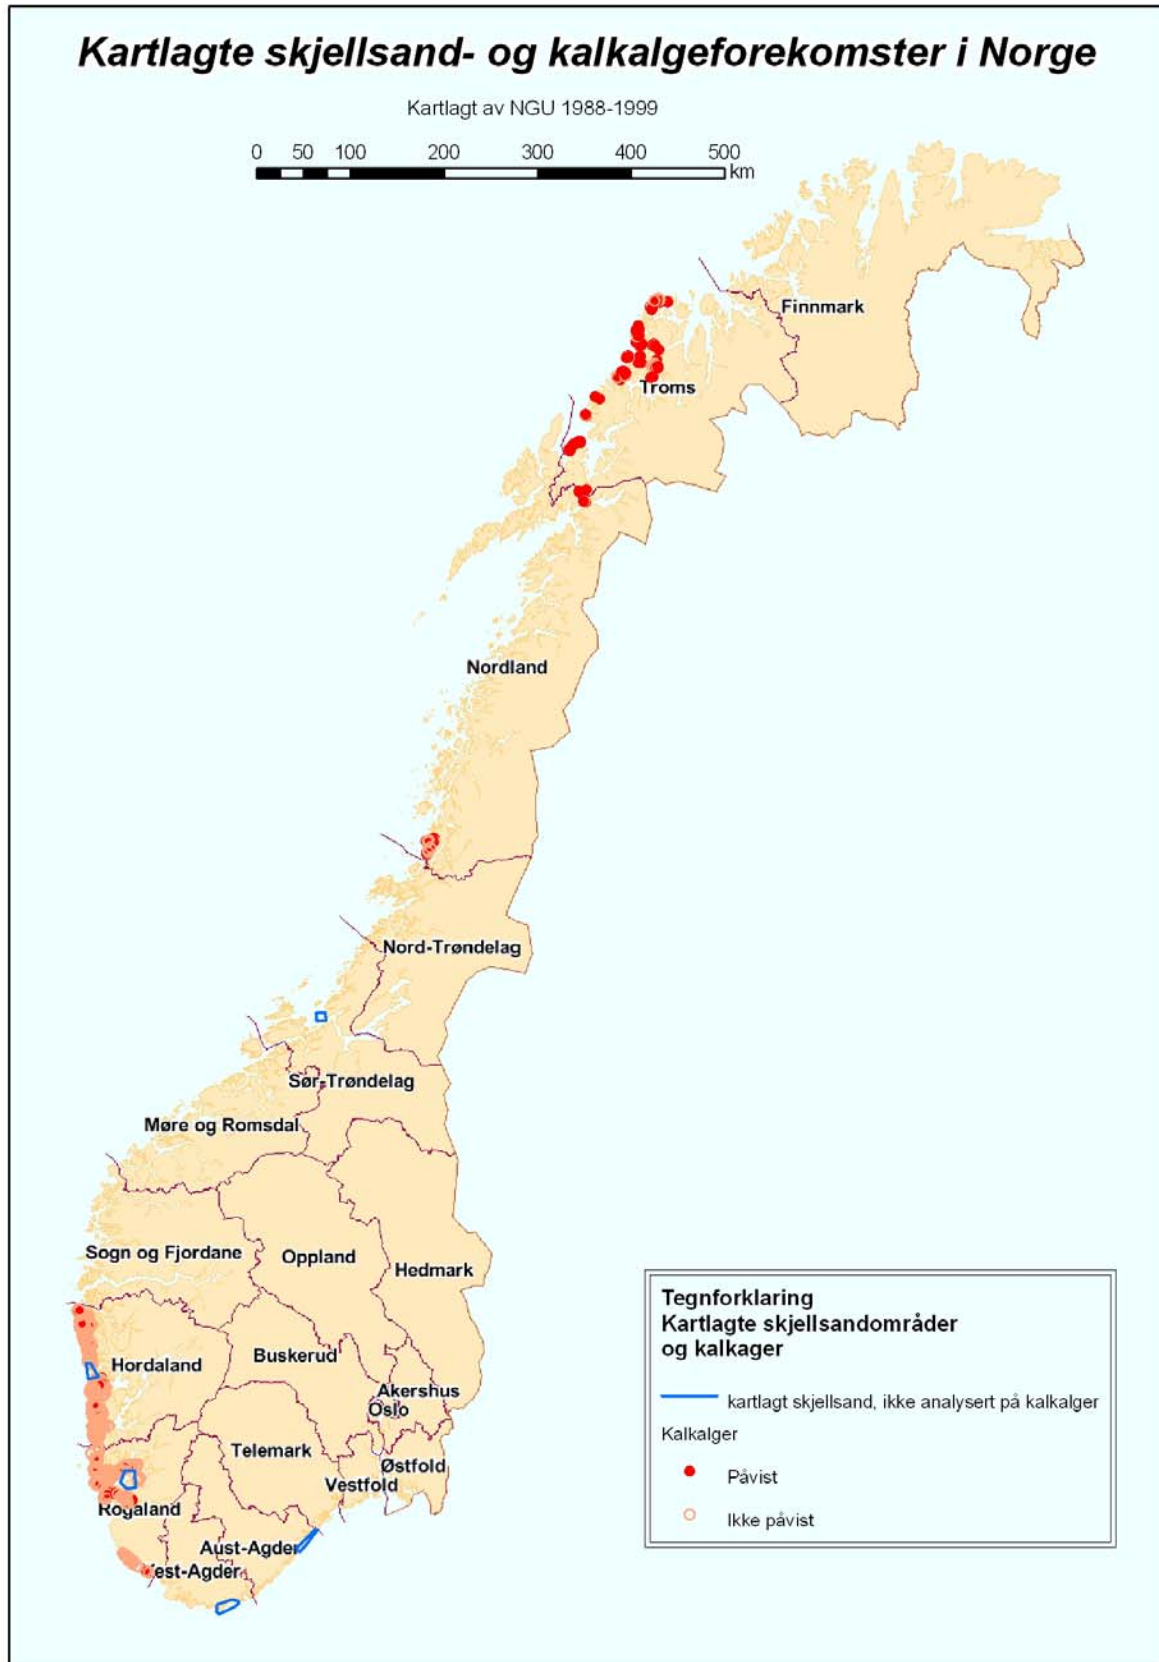 Kartlagte skjellsand- og kalkalgeforekomster i Norge
Kartlagt av NGU 1988-1999
0 50 100 200 300 400 500
km
Finnmark
Troms
Nordland
Nord-Trøndelag
Sør-Trøndelag
Møre og Romsdal
Sogn og Fjordane
Oppland
Hedmark
Hordaland
Buskerud
Akershus
Oslo
Telemark
Østfold
Vestfold
Rogaland
Aust-Agder
'est-Agder
Tegnforklaring
Kartlagte skjellsandområder
og kalkager
kartlagt skjellsand, ikke analysert på kalkalger
Kalkalger
Påvist
Ikke påvist